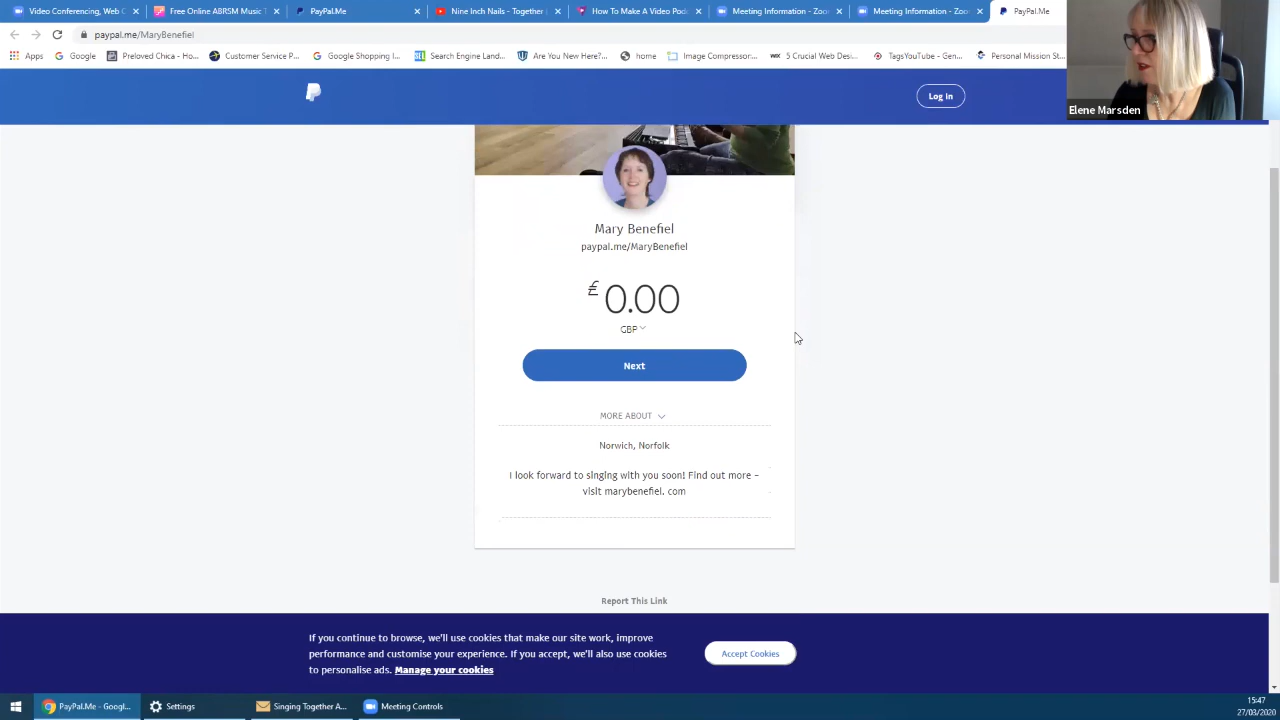 Video Conferencing, Web C
Free Online ABRSM Music T
PayPal.Me
Nine Inch Nails - Together
How To Make A Video Pod
Meeting Information - Zoo
Meeting Information - Zoo
PayPal.Me
paypal.me/MaryBenefiel
Apps
Google
Preloved Chica - Ho...
Customer Service P...
Google Shopping I...
Search Engine Land...
Are You New Here?...
home
Image Compressor...
5 Crucial Web Desi...
TagsYouTube - Gen...
Personal Mission St...
Log in
Elene Marsden
Mary Benefiel
paypal.me/MaryBenefiel
£ 0.00
GBP
Next
MORE ABOUT
Norwich, Norfolk
I look forward to singing with you soon! Find out more -
visit marybenefiel. com
Report This Link
If you continue to browse, we'll use cookies that make our site work, improve
performance and customise your experience. If you accept, we'll also use cookies
to personalise ads. Manage your cookies
Accept Cookies
PayPal.Me - Googl...
Settings
Singing Together A...
Meeting Controls
15:47
27/08/2020